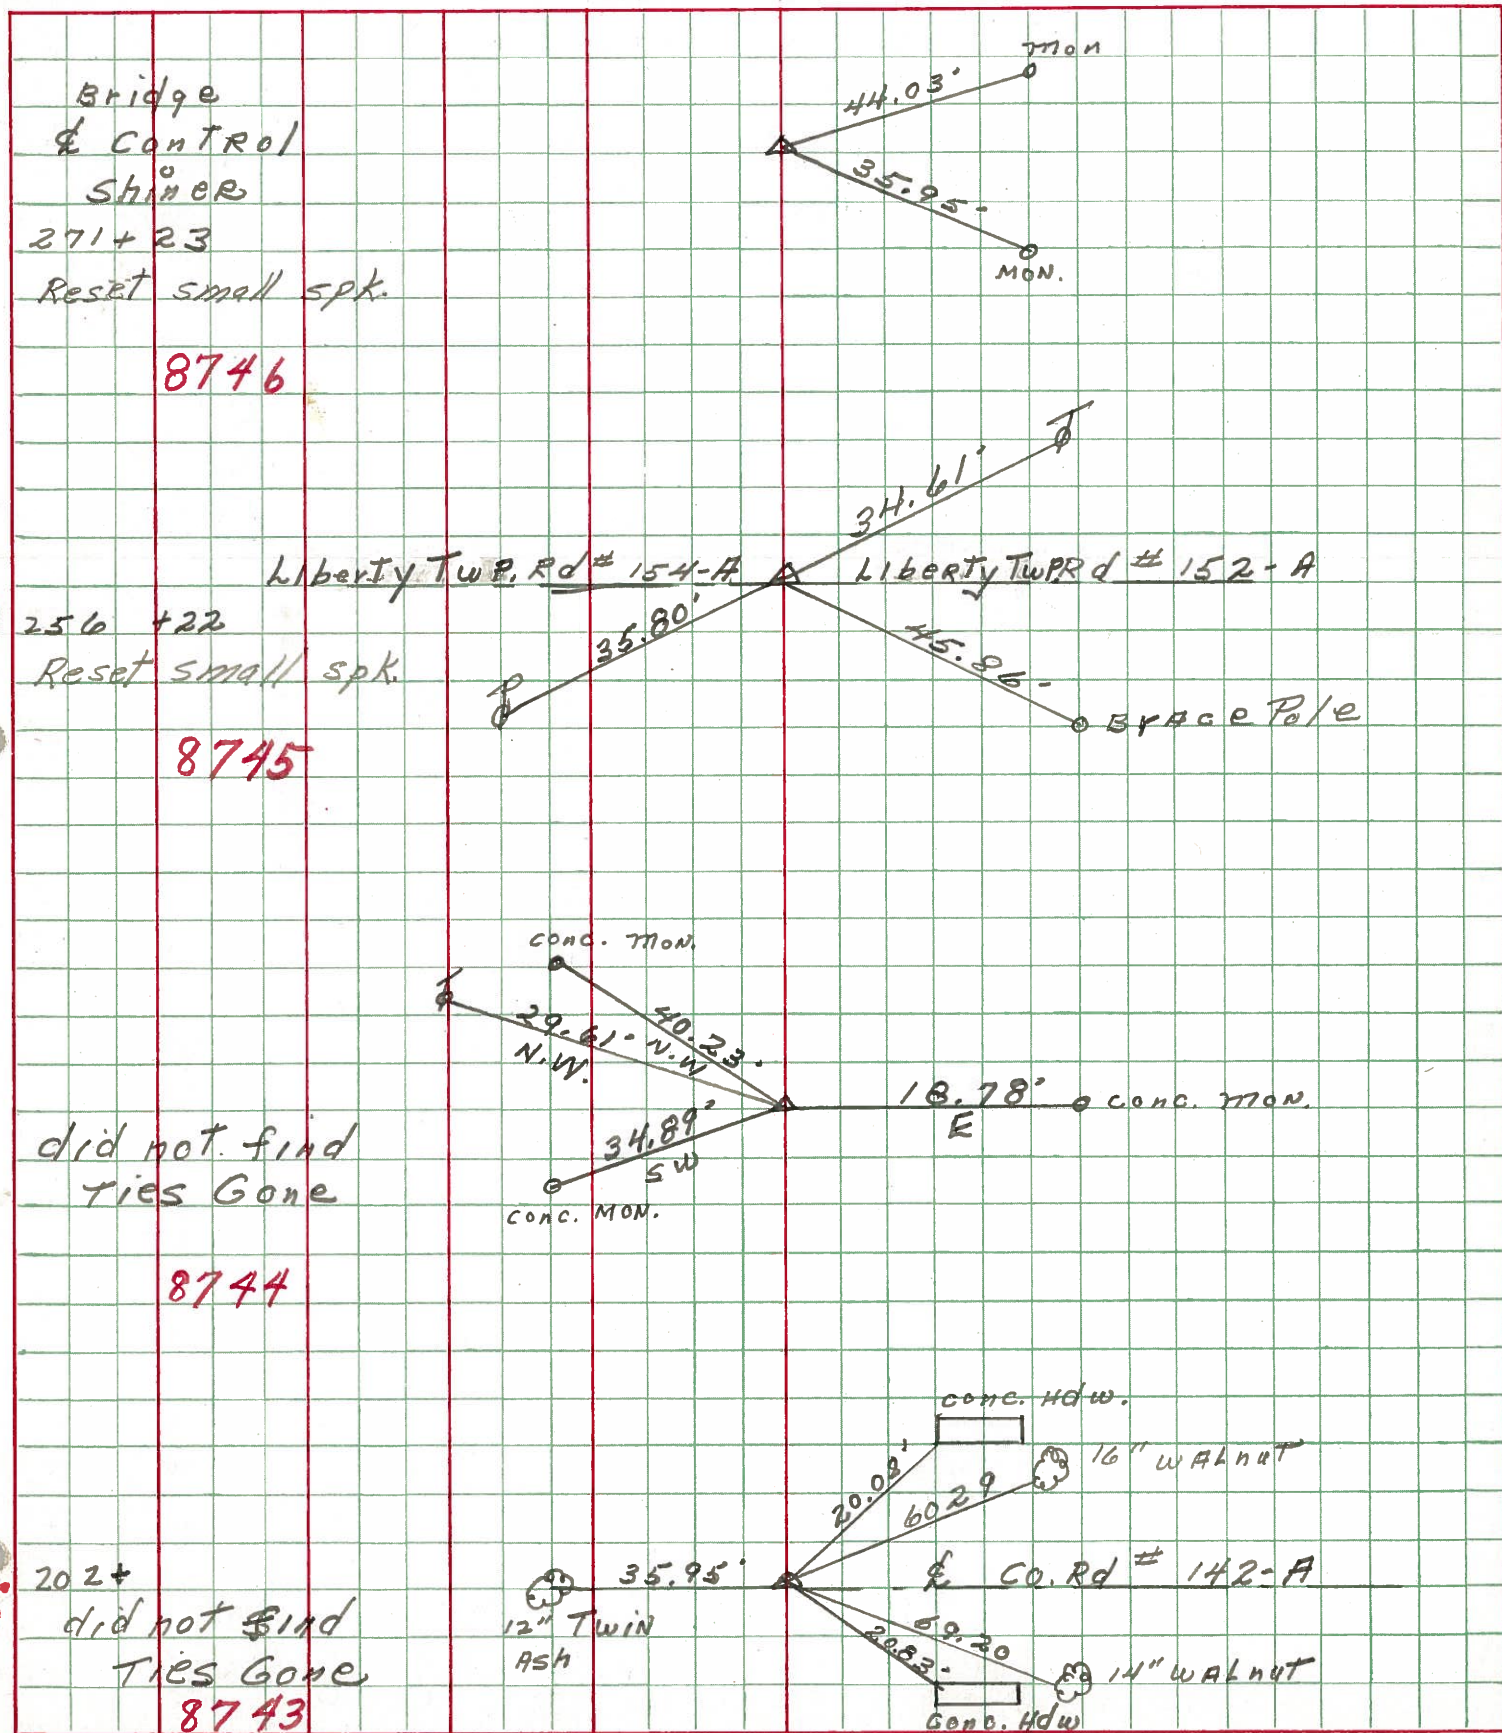 Mon
44.03'
35.95-
MON.
Bridge
℄ Control
Shiner
271+23
Reset small spk.
8746
34.61'
Liberty Twp. Rd # 154-A
Liberty Twp Rd # 152-A
35.80'
45.86-
Brace Pole
256 +22
Reset small spk.
8745
conc. Mon.
29.61-
N.W.
40.23-
N.W
34.89'
SW
conc. MON.
18.78'
E
conc. Mon.
did not find
Ties Gone
8744
conc. Hdw.
20.08'
16" Walnut
60 29
35.95'
℄ Co. Rd # 142-A
12" Twin
Ash
69.20
20.83-
14" Walnut
Conc. Hdw
202+
did not find
Ties Gone
8743